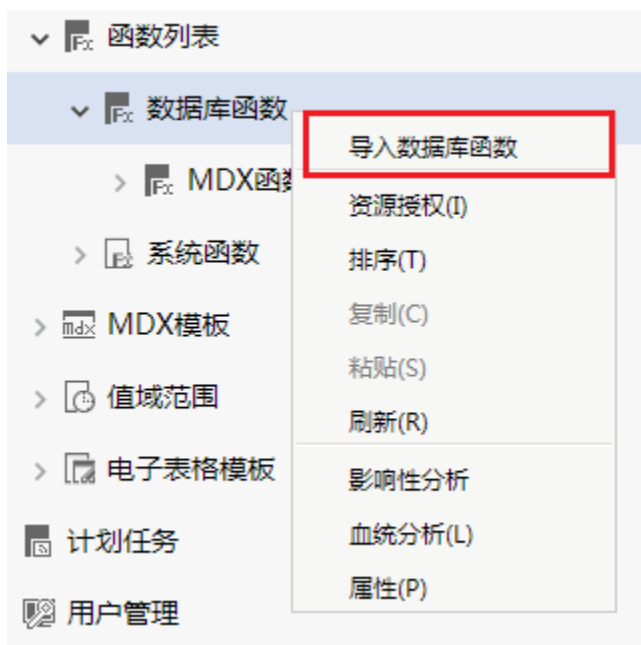 函数列表
数据库函数
MDX函数
系统函数
MDX模板
值域范围
电子表格模板
计划任务
用户管理
导入数据库函数
资源授权(I)
排序(T)
复制(C)
粘贴(S)
刷新(R)
影响性分析
血统分析(L)
属性(P)